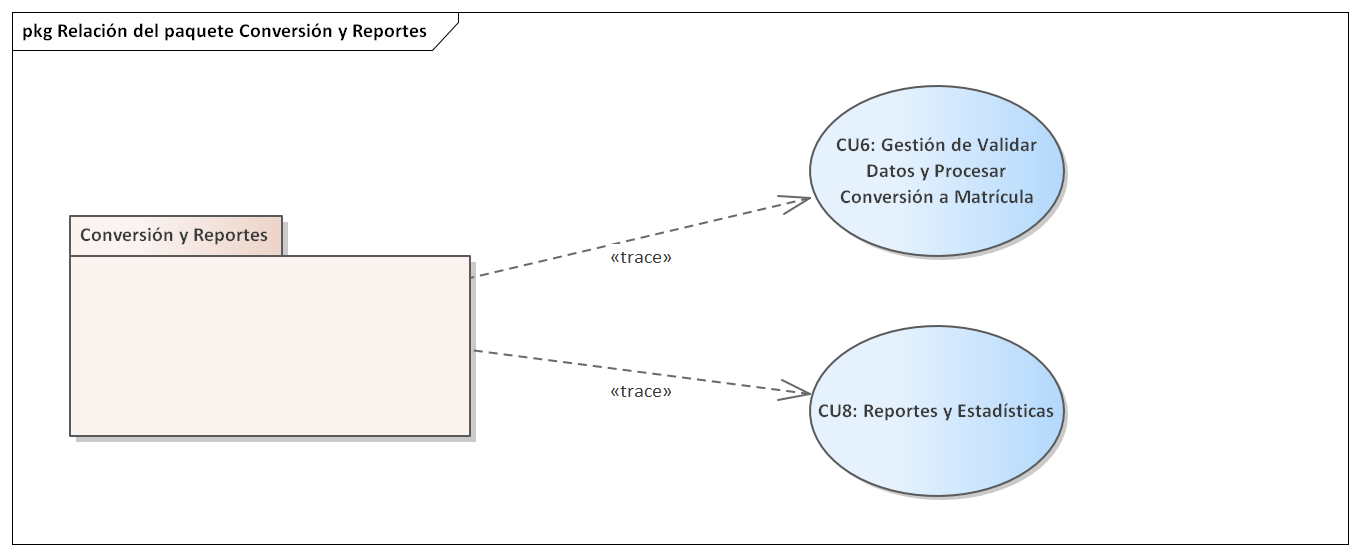 pkg Relación del paquete Conversión y Reportes
CU6: Gestión de Validar
Datos y Procesar
Conversión a Matrícula
Conversión y Reportes
«trace»
«trace»
CU8: Reportes y Estadísticas